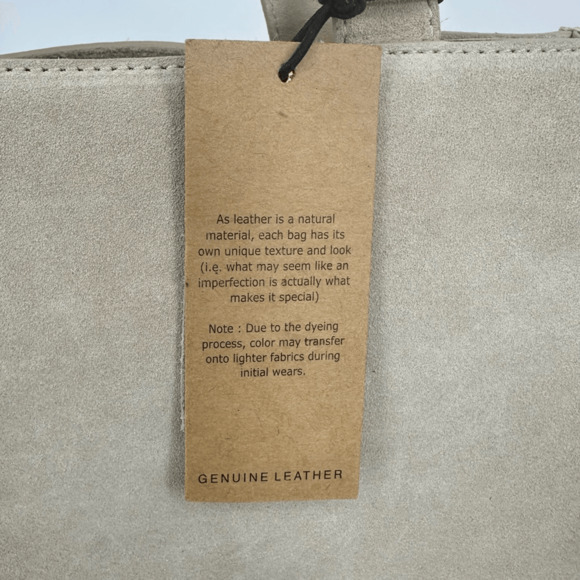 As leather is a natural
material, each bag has its
own unique texture and look
(i.e. what may seem like an
imperfection is actually what
makes it special)
Note : Due to the dyeing
process, color may transfer
onto lighter fabrics during
initial wears.
GENUINE LEATHER